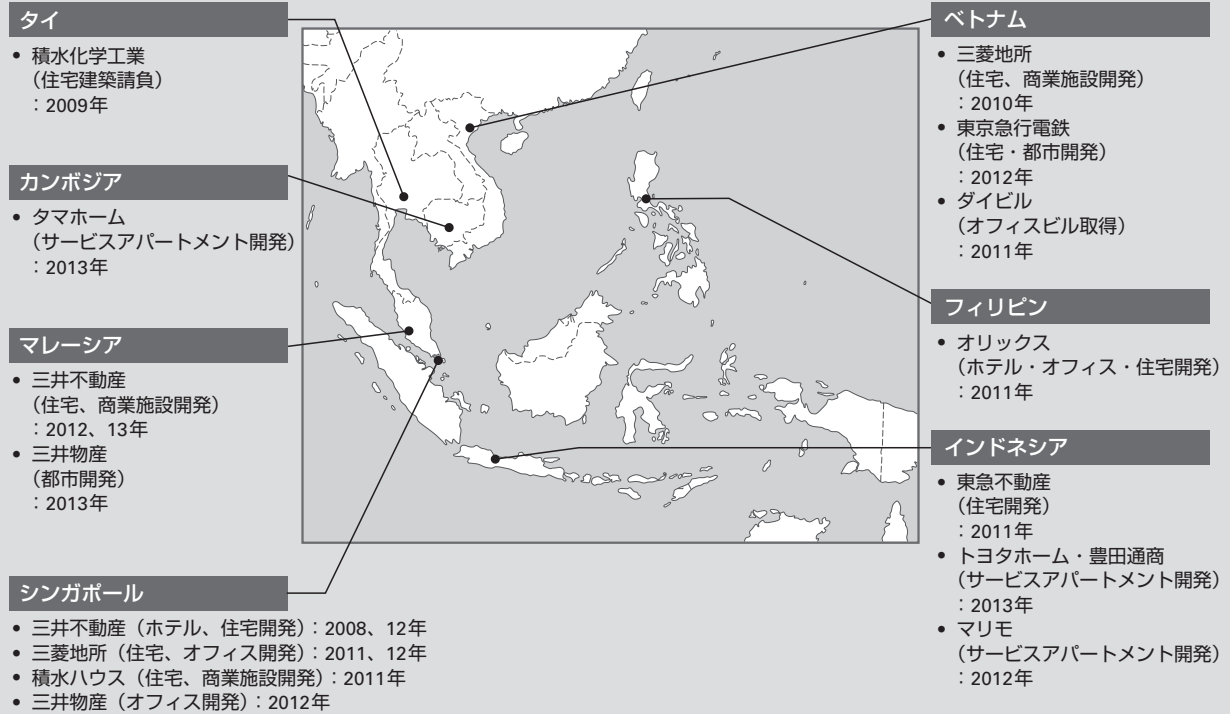 タイ
• 積水化学工業
(住宅建築請負)
：2009年
カンボジア
• タマホーム
(サービスアパートメント開発)
：2013年
マレーシア
• 三井不動産
(住宅、商業施設開発)
：2012、13年
• 三井物産
(都市開発)
：2013年
シンガポール
• 三井不動産（ホテル、住宅開発）：2008、12年
• 三菱地所（住宅、オフィス開発）：2011、12年
• 積水ハウス（住宅、商業施設開発）：2011年
• 三井物産（オフィス開発）：2012年
ベトナム
• 三菱地所
(住宅、商業施設開発)
：2010年
• 東京急行電鉄
(住宅・都市開発)
：2012年
• ダイビル
(オフィスビル取得)
：2011年
フィリピン
• オリックス
(ホテル・オフィス・住宅開発)
：2011年
インドネシア
• 東急不動産
(住宅開発)
：2011年
• トヨタホーム・豊田通商
(サービスアパートメント開発)
：2013年
• マリモ
(サービスアパートメント開発)
：2012年